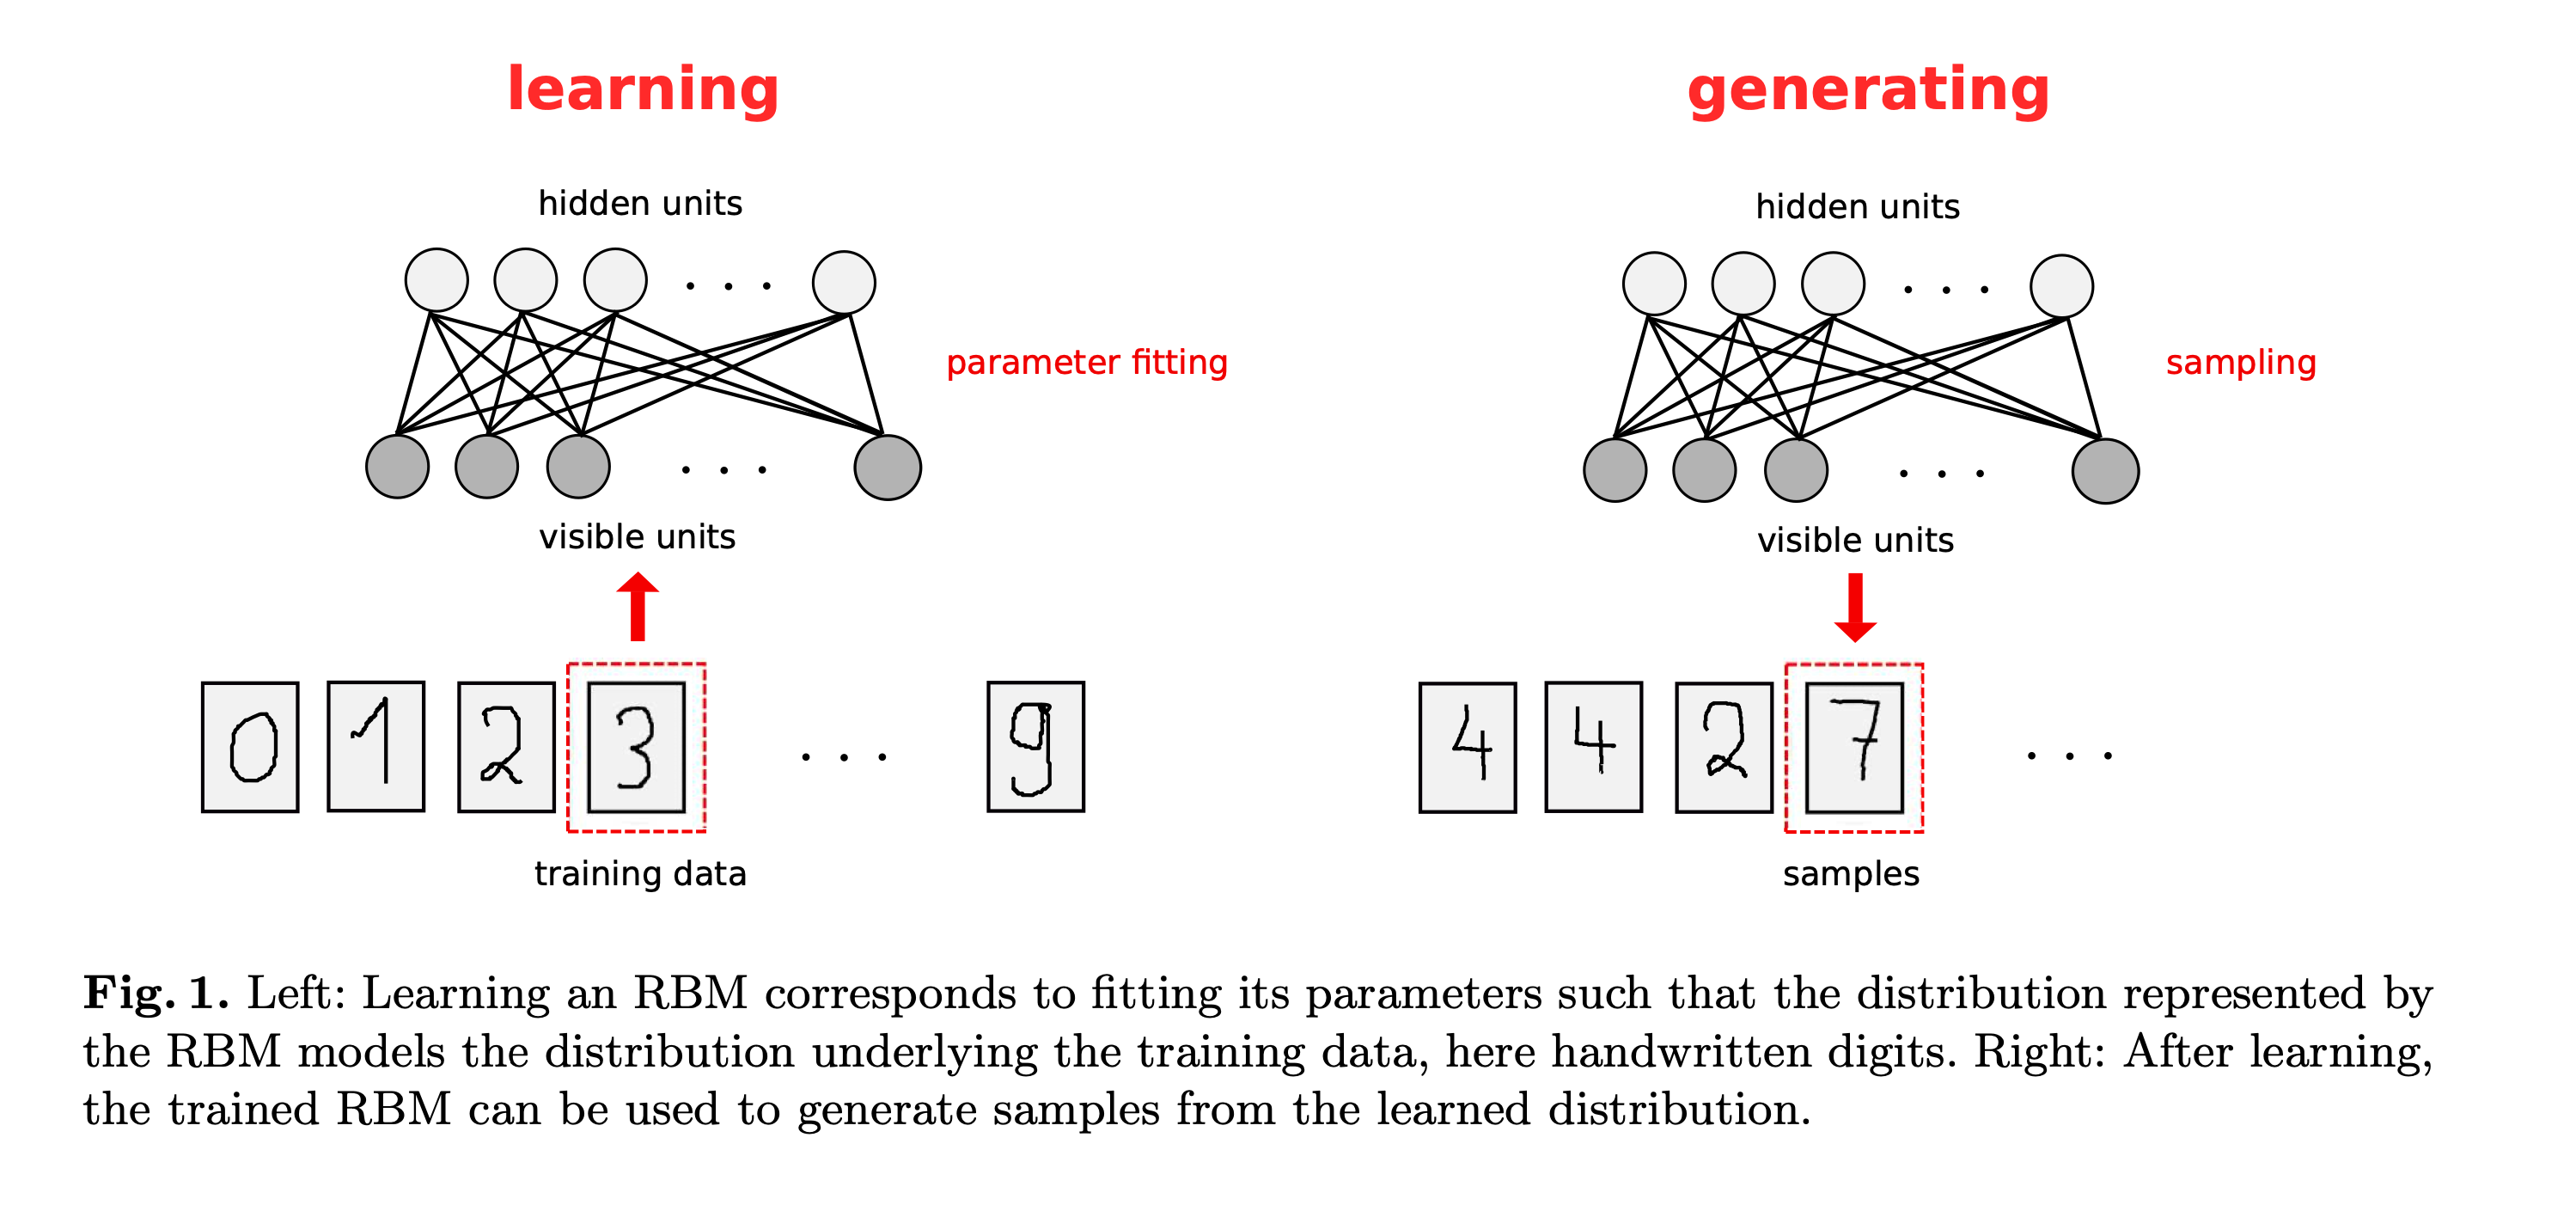 learning
hidden units
parameter fitting
visible units
0 1 2 3 . . . 9
training data
generating
hidden units
sampling
visible units
4 4 2 7 . . .
samples
Fig. 1. Left: Learning an RBM corresponds to fitting its parameters such that the distribution represented by
the RBM models the distribution underlying the training data, here handwritten digits. Right: After learning,
the trained RBM can be used to generate samples from the learned distribution.